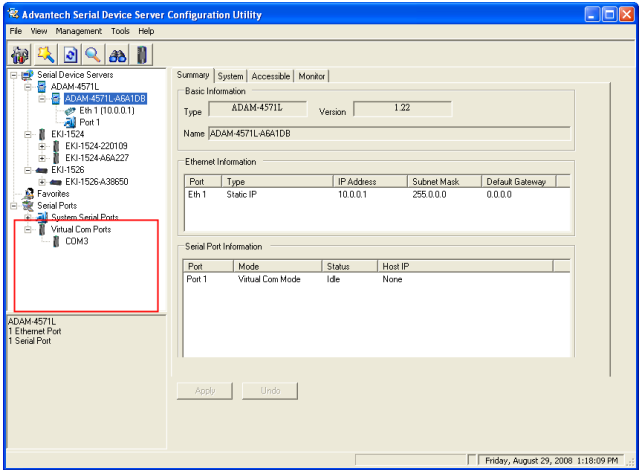 Advantech Serial Device Server Configuration Utility
File View Management Tools Help
Serial Device Servers
ADAM-4571L
ADAM-4571L-A6A1DB
Eth 1 (10.0.0.1)
Port 1
EKI-1524
EKI-1524-220109
EKI-1524-A6A227
EKI-1526
EKI-1526-A38650
Favorites
Serial Ports
System Serial Ports
Virtual Com Ports
COM3
ADAM-4571L
1 Ethernet Port
1 Serial Port
Summary System Accessible Monitor
Basic Information
Type ADAM-4571L Version 1.22
Name ADAM-4571L-A6A1DB
Ethernet Information
Port Type IP Address Subnet Mask Default Gateway
Eth 1 Static IP 10.0.0.1 255.0.0.0 0.0.0.0
Serial Port Information
Port Mode Status Host IP
Port 1 Virtual Com Mode Idle None
Apply Undo
Friday, August 29, 2008 1:18:09 PM